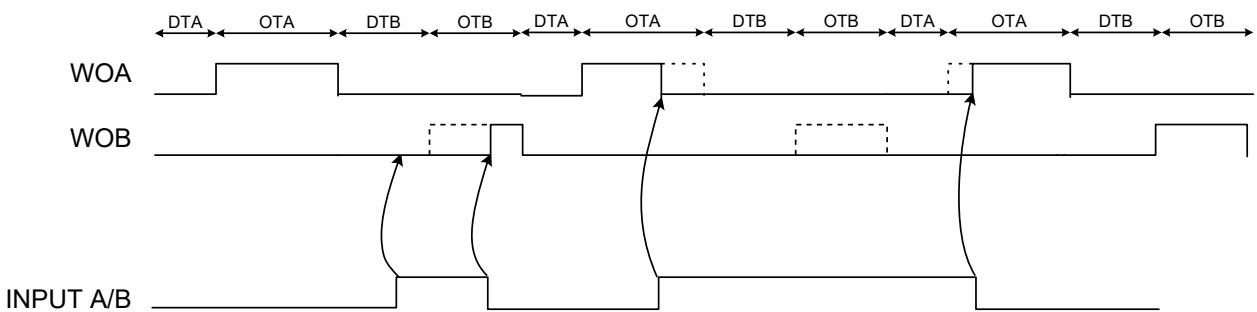 DTA OTA DTB OTB DTA OTA DTB OTB DTA OTA DTB OTB
WOA
WOB
INPUT A/B